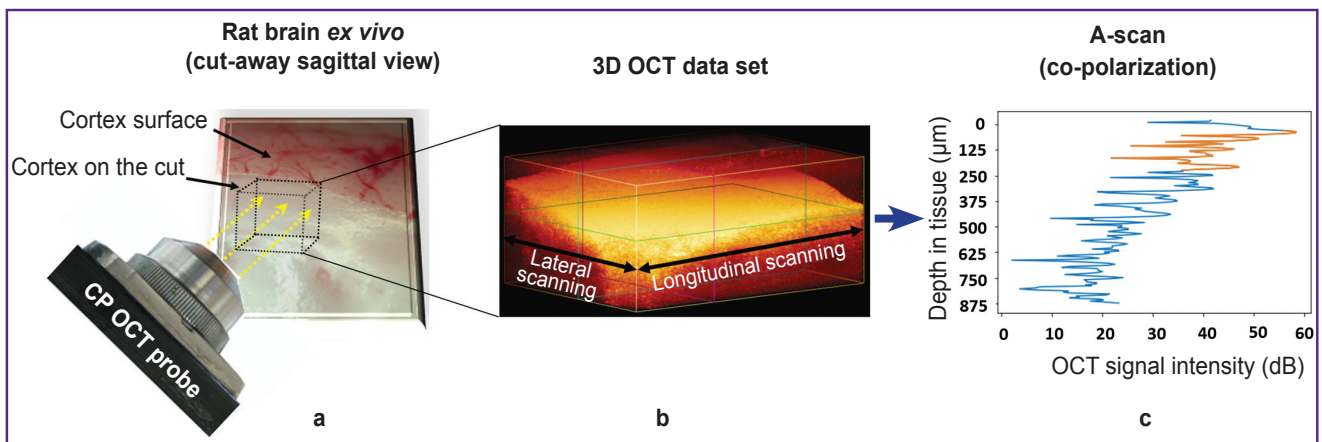 Rat brain ex vivo
(cut-away sagittal view)
Cortex surface
Cortex on the cut
CP OCT probe
a
3D OCT data set
Lateral
scanning
Longitudinal scanning
b
A-scan
(co-polarization)
Depth in tissue (µm)
0
125
250
375
500
625
750
875
0 10 20 30 40 50 60
OCT signal intensity (dB)
c